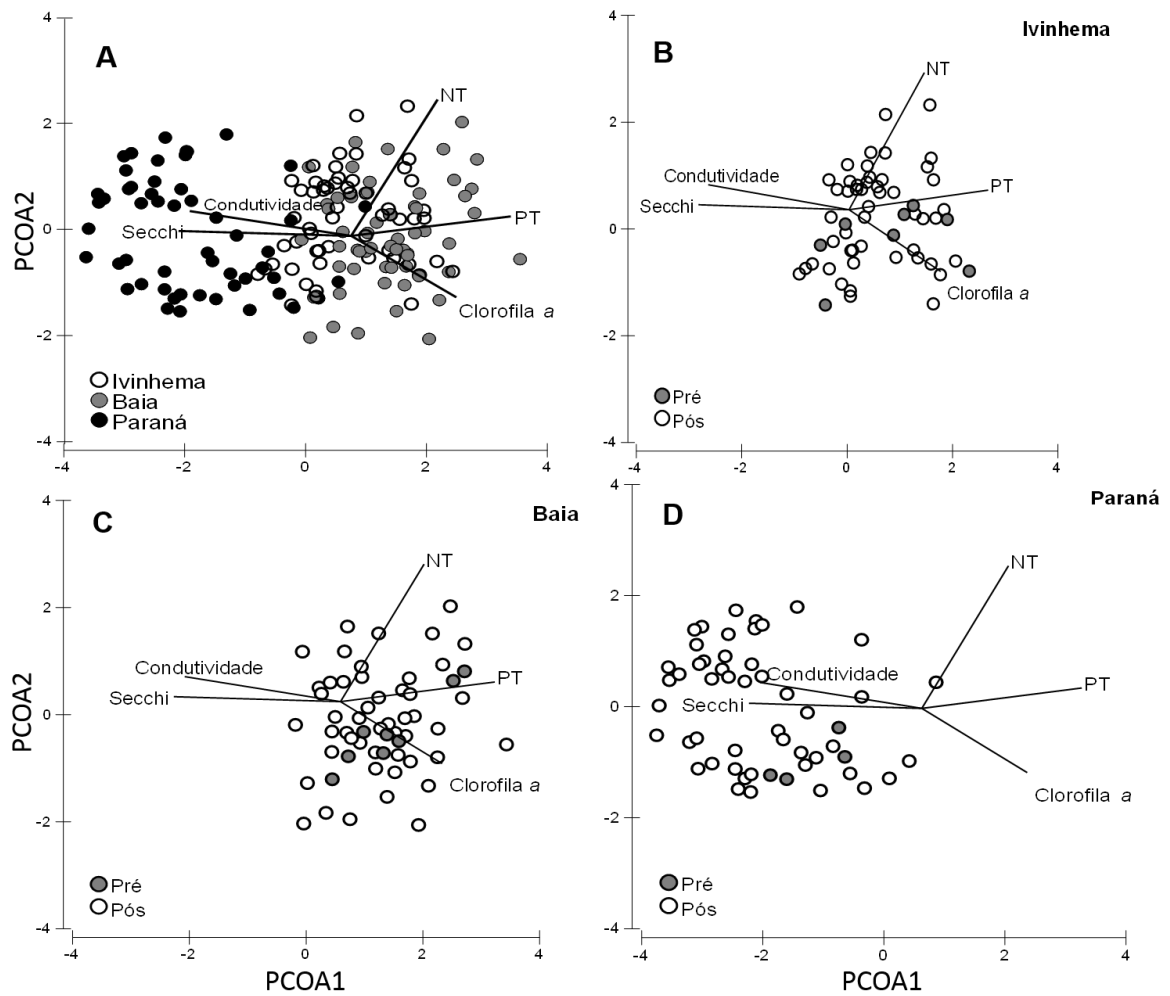 A
4
2
0
-2
-4
PCOA2
NT
Condutividade
Secchi
PT
Clorofila a
Ivinhema
Baia
Paraná
-4
-2
0
2
4
B
Ivinhema
4
2
0
-2
-4
NT
Condutividade
Secchi
PT
Clorofila a
Pré
Pós
-4
-2
0
2
4
C
Baia
4
2
0
-2
-4
PCOA2
NT
Condutividade
Secchi
PT
Clorofila a
Pré
Pós
-4
-2
0
2
4
PCOA1
D
Paraná
4
2
0
-2
-4
NT
Condutividade
Secchi
PT
Clorofila a
Pré
Pós
-4
-2
0
2
4
PCOA1